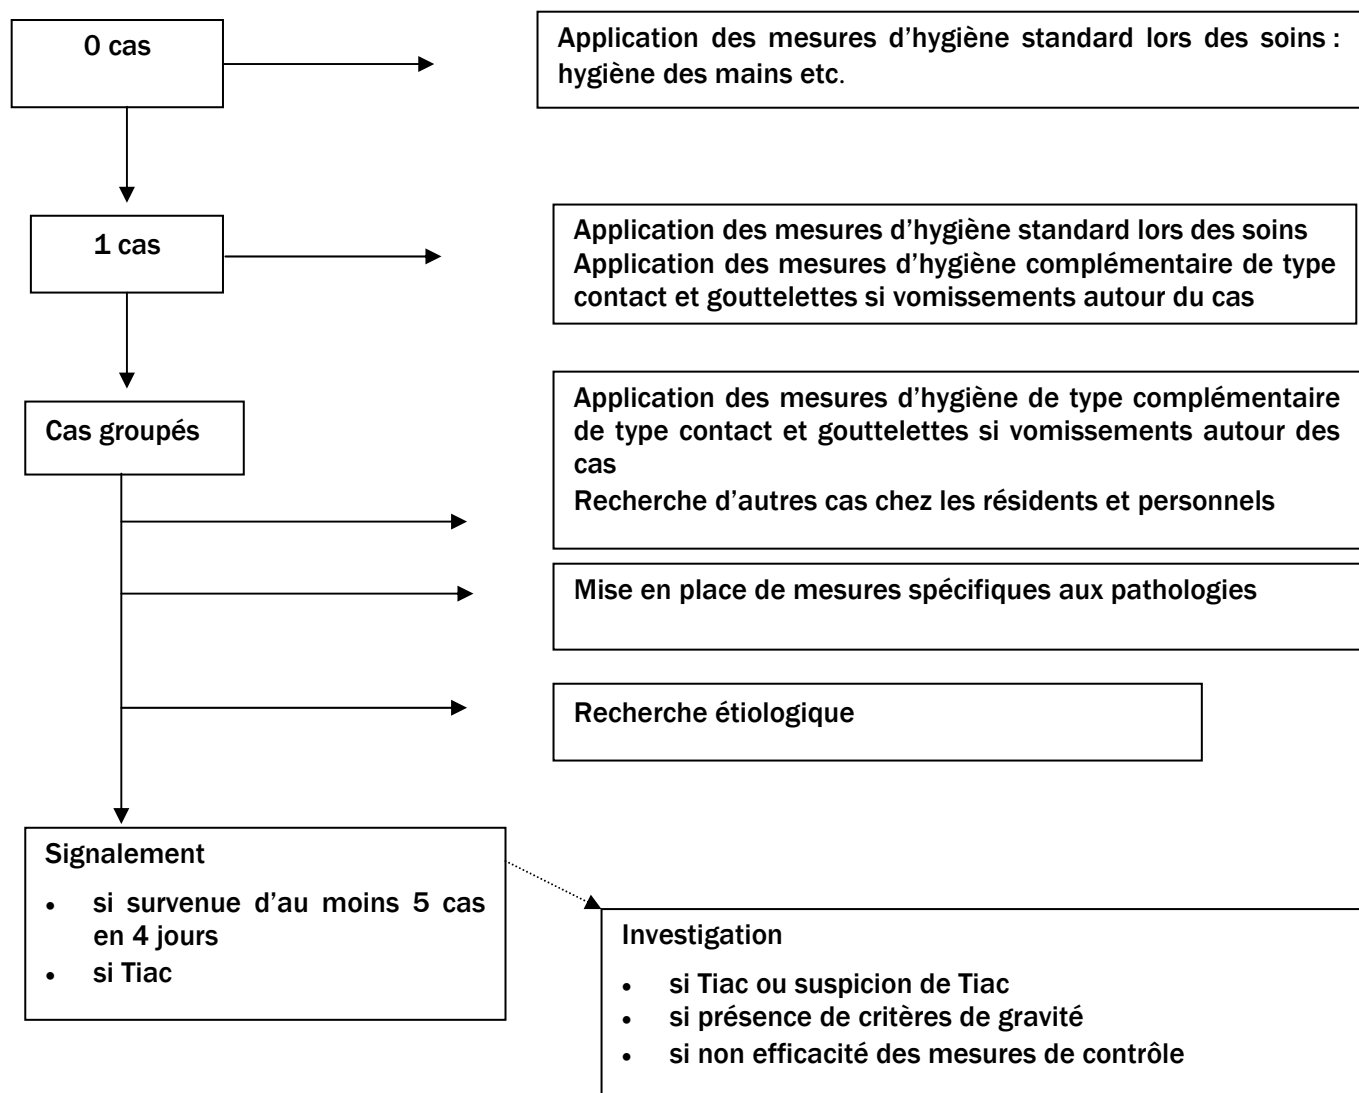 0 cas
Application des mesures d’hygiène standard lors des soins :
hygiène des mains etc.
1 cas
Application des mesures d’hygiène standard lors des soins
Application des mesures d’hygiène complémentaire de type
contact et gouttelettes si vomissements autour du cas
Cas groupés
Application des mesures d’hygiène de type complémentaire
de type contact et gouttelettes si vomissements autour des
cas
Recherche d’autres cas chez les résidents et personnels
Mise en place de mesures spécifiques aux pathologies
Recherche étiologique
Signalement
• si survenue d’au moins 5 cas
en 4 jours
• si Tiac
Investigation
• si Tiac ou suspicion de Tiac
• si présence de critères de gravité
• si non efficacité des mesures de contrôle